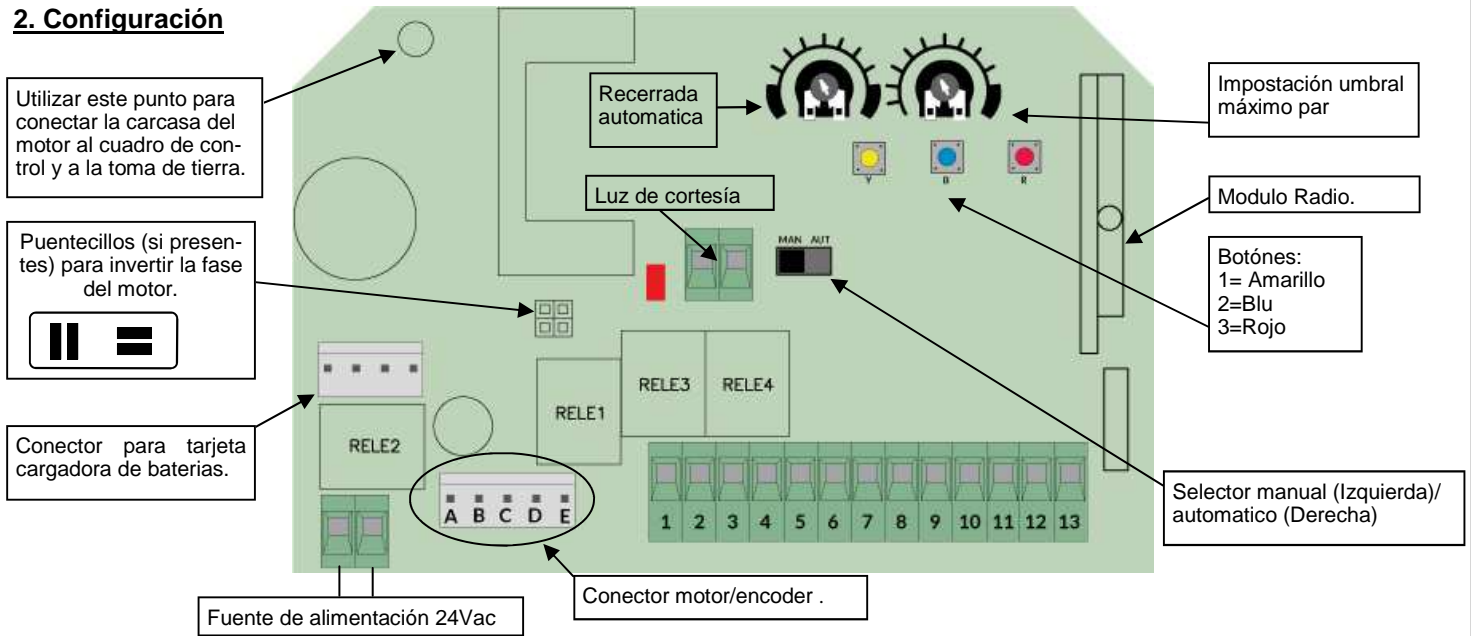 2. Configuración
Utilizar este punto para
conectar la carcasa del
motor al cuadro de con-
trol y a la toma de tierra.
Recerrada
automatica
Impostación umbral
máximo par
Y
B
R
Luz de cortesía
Modulo Radio.
MAN AUT
Puentecillos (si presen-
tes) para invertir la fase
del motor.
Botónes:
1= Amarillo
2=Blu
3=Rojo
RELE3
RELE4
RELE1
Conector para tarjeta
cargadora de baterias.
RELE2
Selector manual (Izquierda)/
automatico (Derecha)
A B C D E
1 2 3 4 5 6 7 8 9 10 11 12 13
Conector motor/encoder .
Fuente de alimentación 24Vac